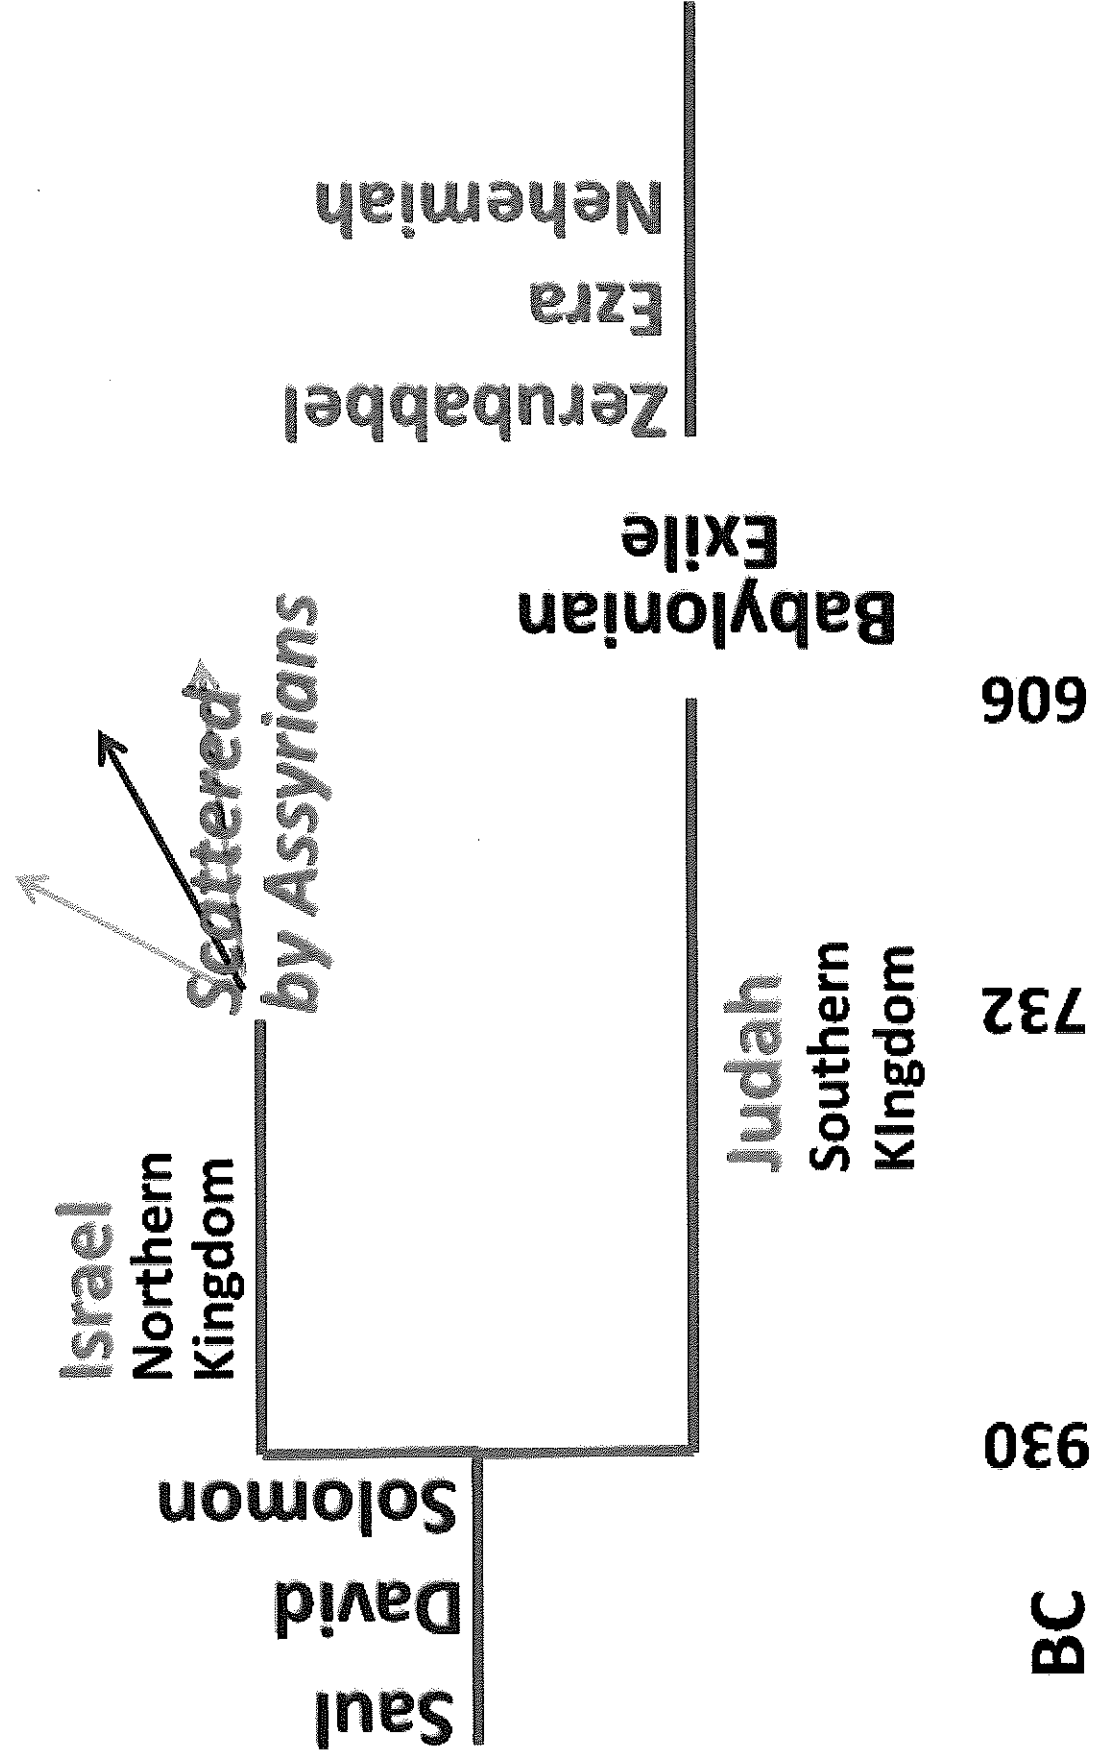 Saul
David
Solomon
Israel
Northern
Kingdom
Scattered
by Assyrians
Judah
Southern
KIngdom
Babylonian
Exile
Zerubabbel
Ezra
Nehemiah
BC
930
732
606